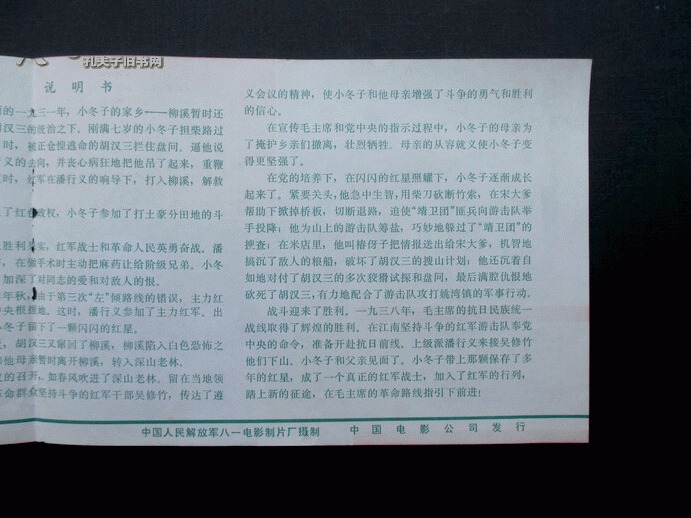 孔夫子旧书网
说明书
的一九三一年，小冬子的家乡——柳溪暂时还
胡汉三的统治之下。刚满七岁的小冬子担柴路过
时，被正仓惶逃命的胡汉三拦住盘问。逼他说
行义的去向，并丧心病狂地把他吊了起来，重鞭
时，红军在潘行义的响导下，打入柳溪，解救
了红色政权，小冬子参加了打土豪分田地的斗
胜利果实，红军战士和革命人民英勇奋战。潘
，在做手术时主动把麻药让给阶级兄弟。小冬
加深了对同志的爱和对敌人的恨。
年秋，由于第三次“左”倾路线的错误，主力红
中央根据地。这时，潘行义参加了主力红军。出
小冬子留下了一颗闪闪的红星。
，胡汉三又窜回了柳溪，柳溪陷入白色恐怖之
和他母亲暂时离开柳溪，转入深山老林。
义的召开，如春风吹进了深山老林。留在当地领
革命群众坚持斗争的红军干部吴修竹，传达了遵
义会议的精神，使小冬子和他母亲增强了斗争的勇气和胜利
的信心。
在宣传毛主席和党中央的指示过程中，小冬子的母亲为
了掩护乡亲们撤离，壮烈牺牲。母亲的从容就义使小冬子变
得更坚强了。
在党的培养下，在闪闪的红星照耀下，小冬子逐渐成长
起来了。紧要关头，他急中生智，用柴刀砍断竹索，在宋大爹
帮助下掀掉桥板，切断退路，迫使“靖卫团”匪兵向游击队举
手投降；他为山上的游击队筹盐，巧妙地躲过了“靖卫团”的
搜查；在米店里，他叫椿伢子把情报送出给宋大爹，机智地
搞沉了敌人的粮船，破坏了胡汉三的搜山计划；他还沉着自
如地对付了胡汉三的多次狡猾试探和盘问，最后满腔仇恨地
砍死了胡汉三，有力地配合了游击队攻打姚湾镇的军事行动。
战斗迎来了胜利。一九三八年，毛主席的抗日民族统一
战线取得了辉煌的胜利。在江南坚持斗争的红军游击队奉党
中央的命令，准备开赴抗日前线。上级派潘行义来接吴修竹
他们下山。小冬子和父亲见面了。小冬子带上那颗保存了多
年的红星，成了一个真正的红军战士，加入了红军的行列，
踏上新的征途，在毛主席的革命路线指引下前进！
中国人民解放军八一电影制片厂摄制 中国电影公司发行